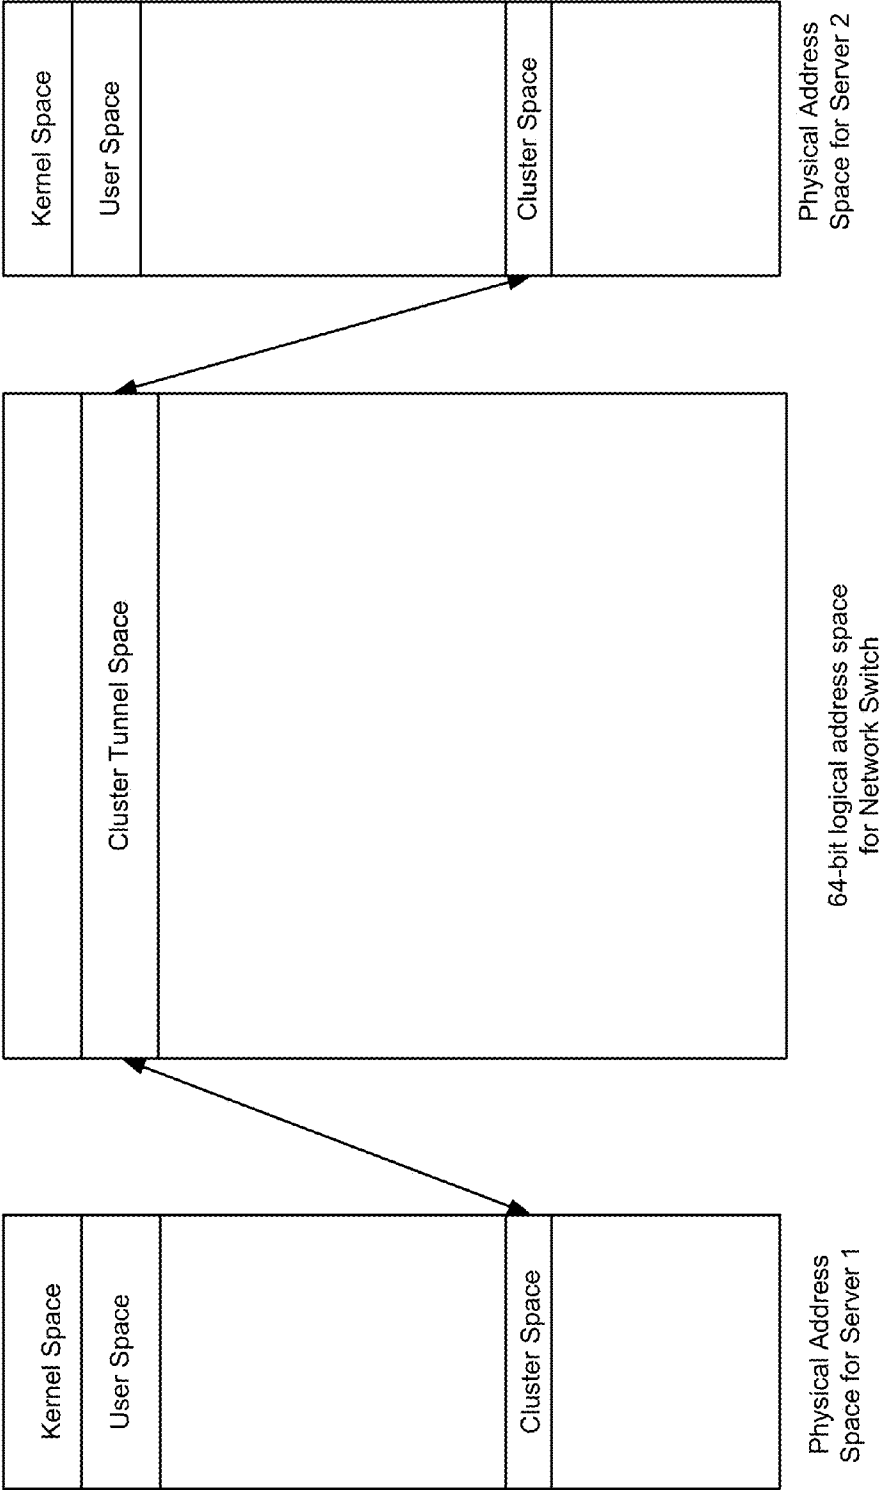 Kernel Space
User Space
Cluster Space
Physical Address
Space for Server 1
Cluster Tunnel Space
64-bit logical address space
for Network Switch
Kernel Space
User Space
Cluster Space
Physical Address
Space for Server 2